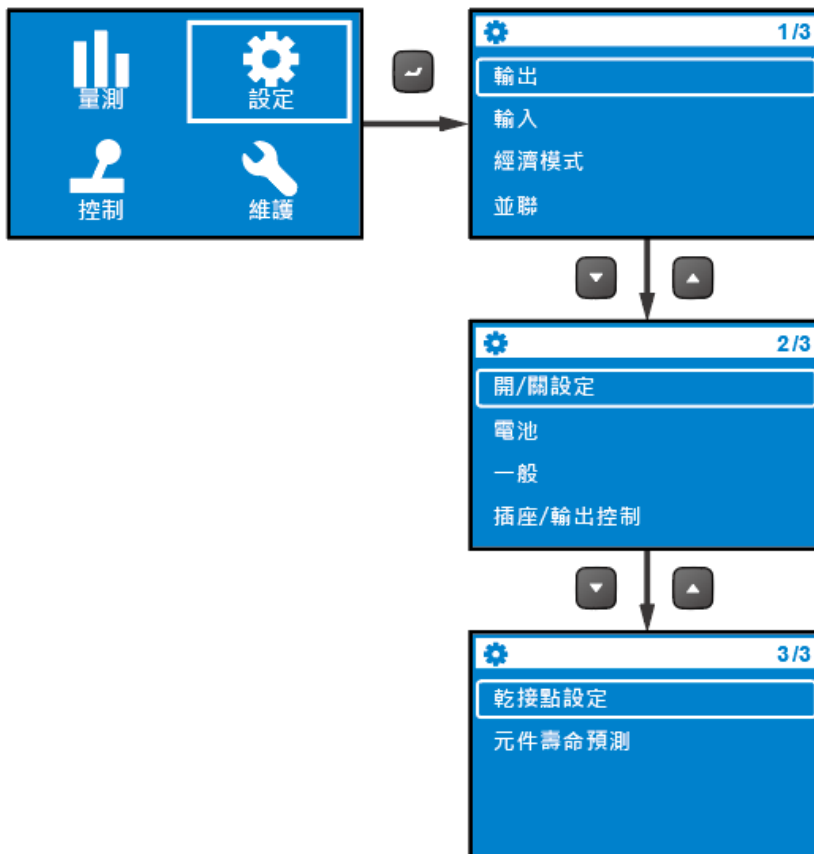 量測
設定
控制
維護
1/3
輸出
輸入
經濟模式
並聯
2/3
開/關設定
電池
一般
插座/輸出控制
3/3
乾接點設定
元件壽命預測